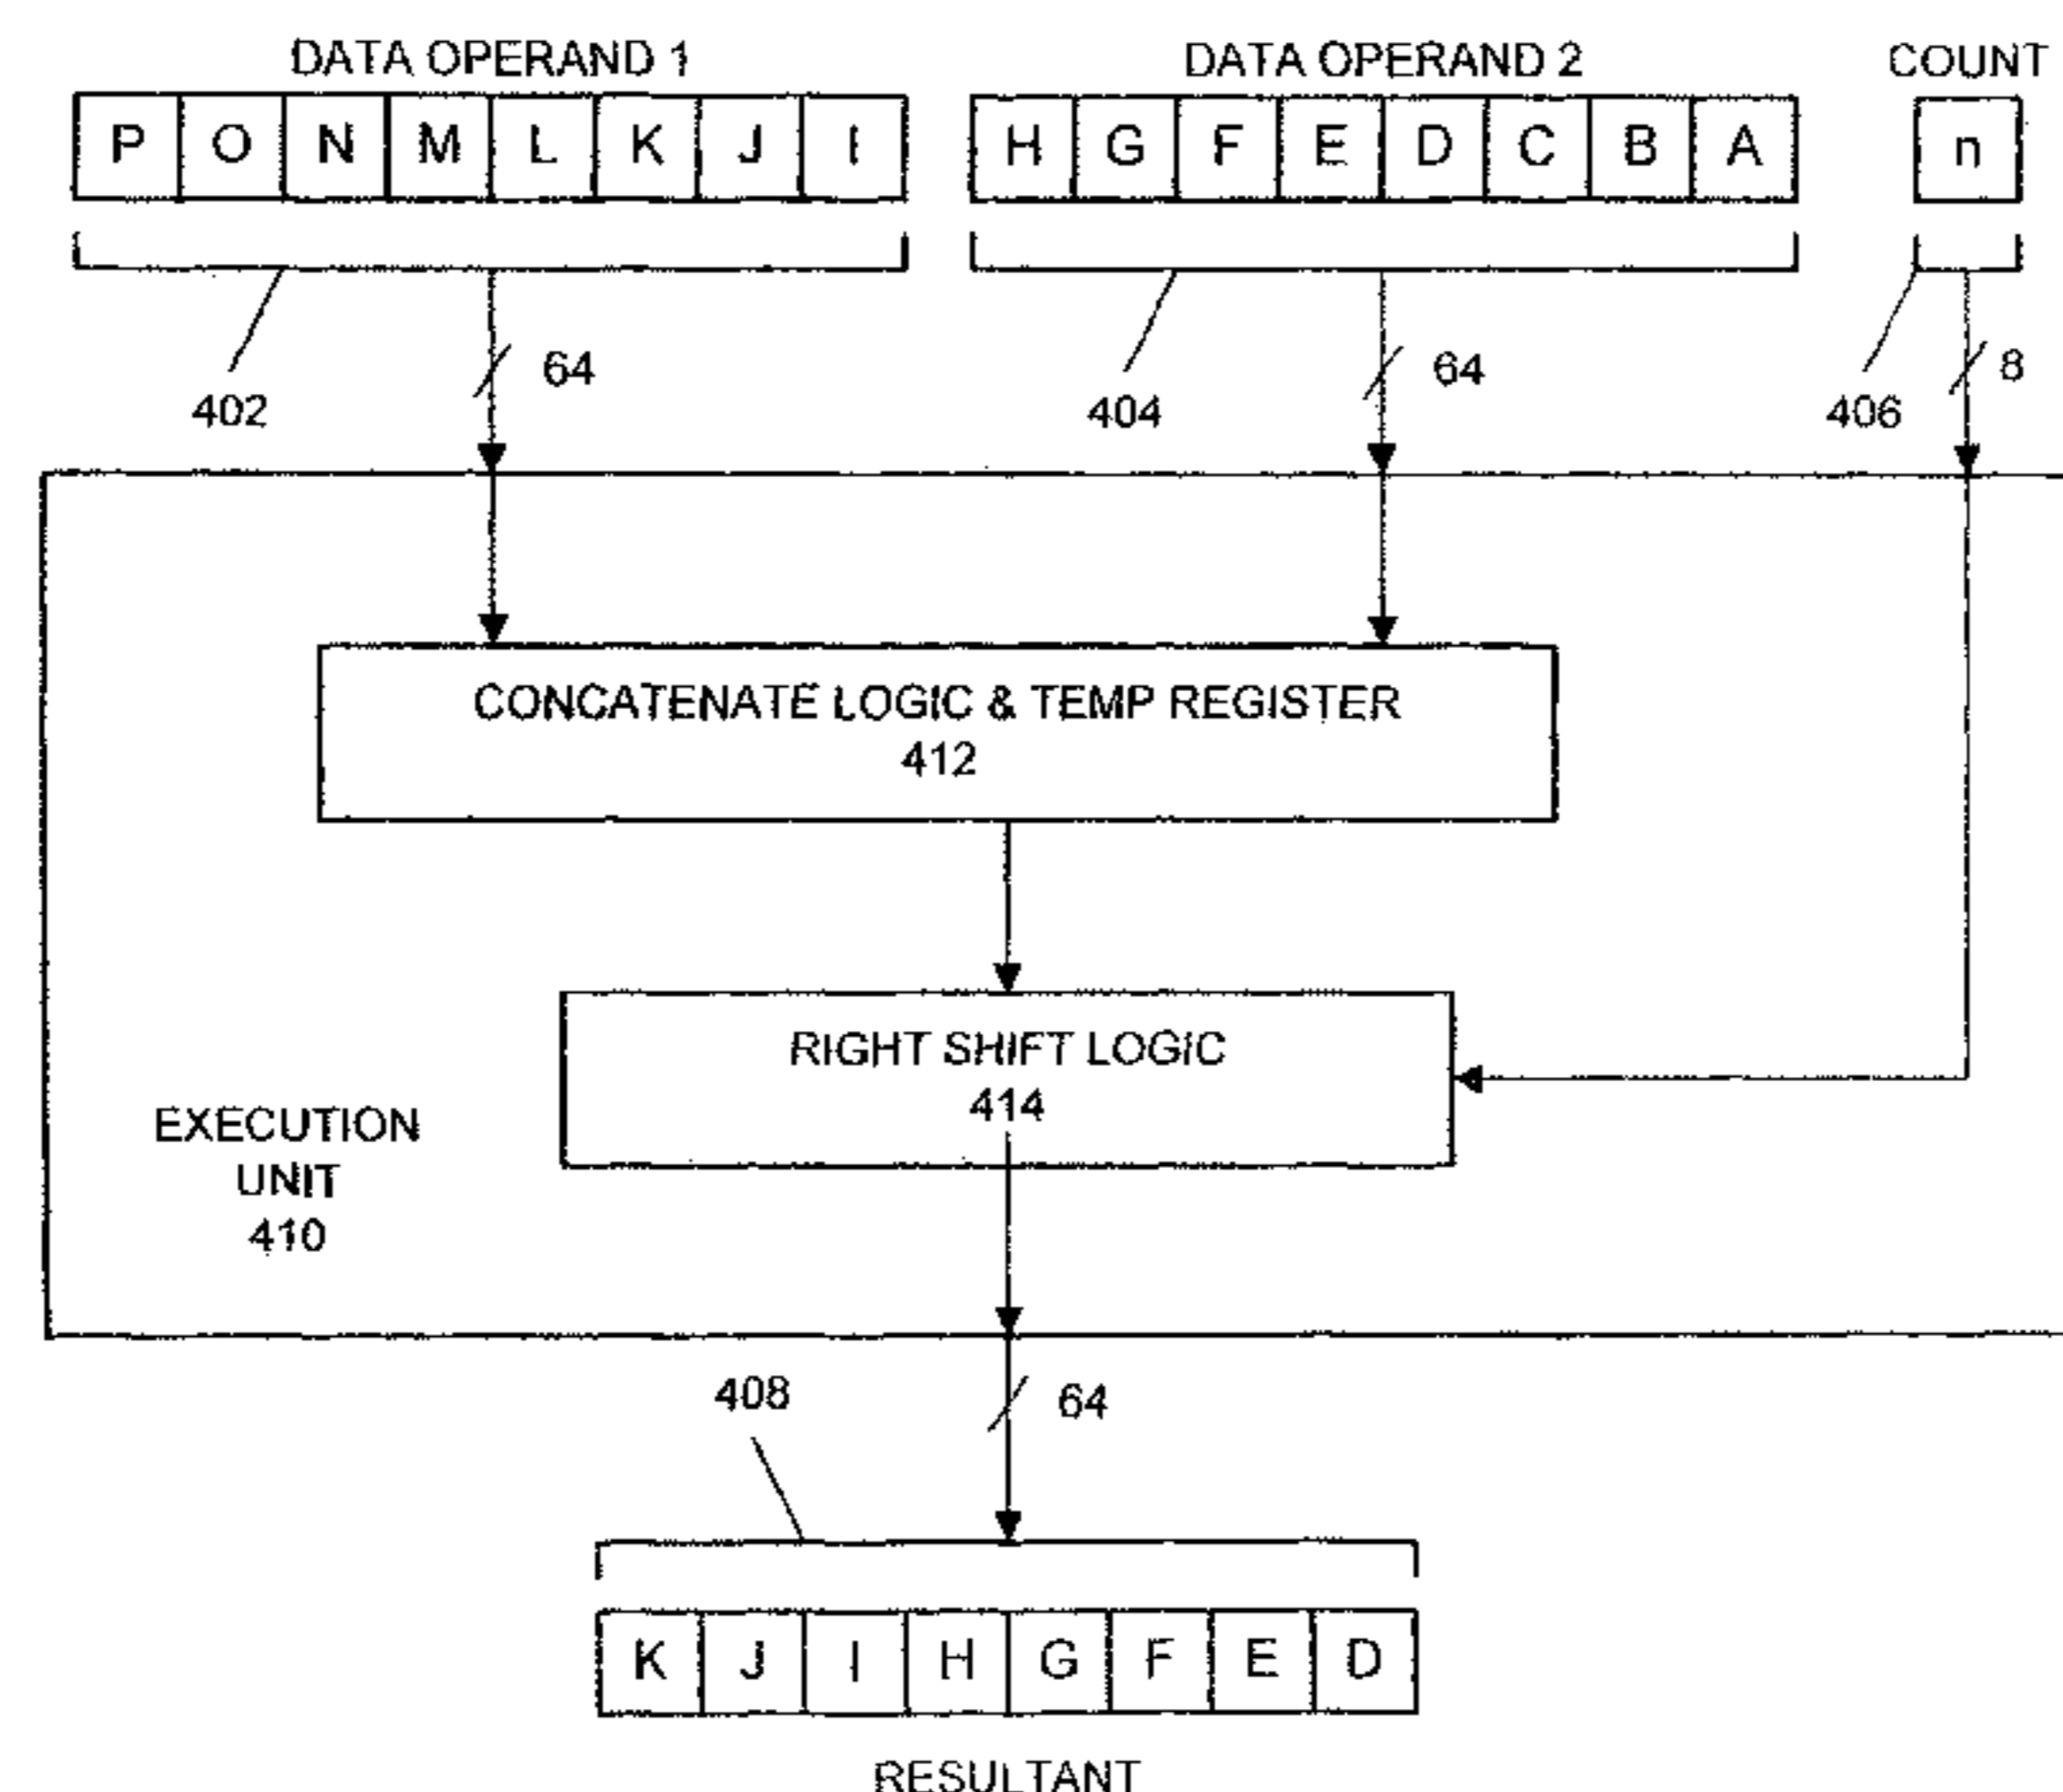 DATA OPERAND 1 DATA OPERAND 2 COUNT
P O N M L K J I H G F E D C B A n
64 64 8
402 404 406
CONCATENATE LOGIC & TEMP REGISTER
412
RIGHT SHIFT LOGIC
414
EXECUTION
UNIT
410
408 64
K J I H G F E D
RESULTANT